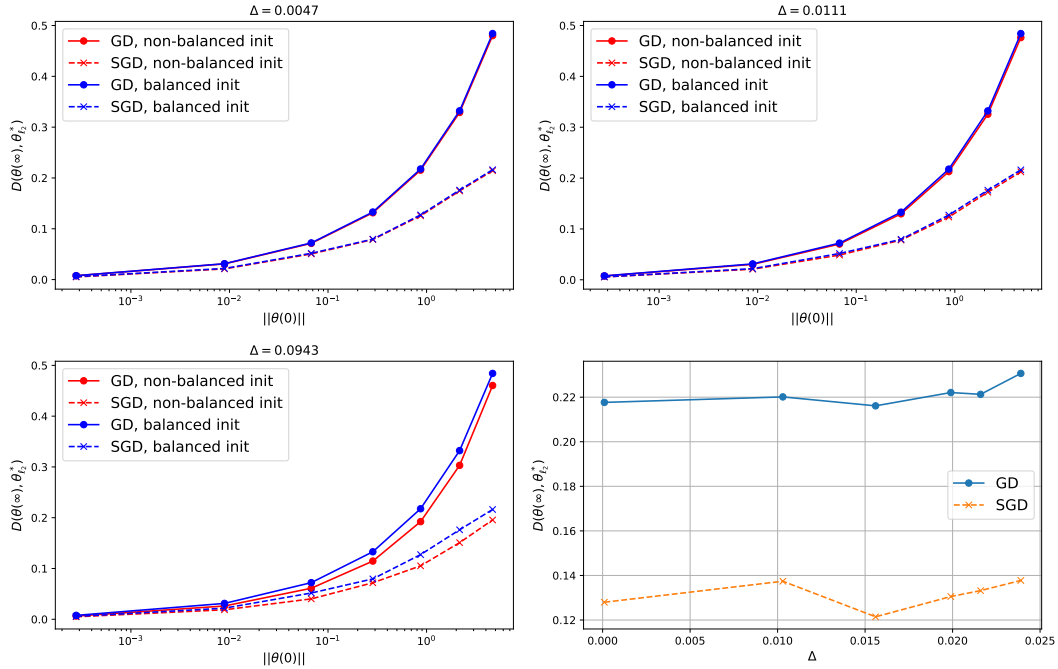 Δ = 0.0047
GD, non-balanced init
SGD, non-balanced init
GD, balanced init
SGD, balanced init
0.5
0.4
0.3
0.2
0.1
0.0
D(θ(∞), θ*ℓ₂)
10⁻³ 10⁻² 10⁻¹ 10⁰
||θ(0)||
Δ = 0.0111
GD, non-balanced init
SGD, non-balanced init
GD, balanced init
SGD, balanced init
0.5
0.4
0.3
0.2
0.1
0.0
D(θ(∞), θ*ℓ₂)
10⁻³ 10⁻² 10⁻¹ 10⁰
||θ(0)||
Δ = 0.0943
GD, non-balanced init
SGD, non-balanced init
GD, balanced init
SGD, balanced init
0.5
0.4
0.3
0.2
0.1
0.0
D(θ(∞), θ*ℓ₂)
10⁻³ 10⁻² 10⁻¹ 10⁰
||θ(0)||
GD
SGD
0.22
0.20
0.18
0.16
0.14
0.12
D(θ(∞), θ*ℓ₂)
0.000 0.005 0.010 0.015 0.020 0.025
Δ